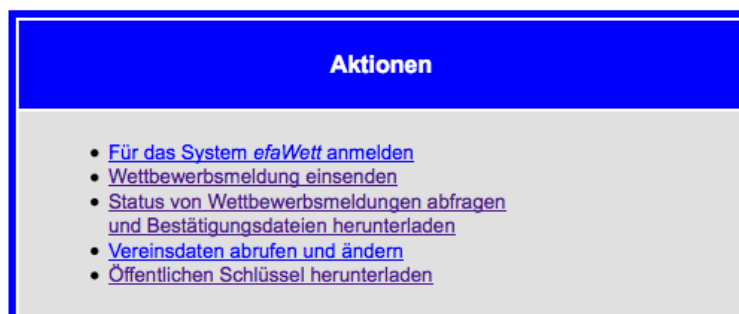 Aktionen
Für das System efaWett anmelden
Wettbewerbsmeldung einsenden
Status von Wettbewerbsmeldungen abfragen
und Bestätigungsdateien herunterladen
Vereinsdaten abrufen und ändern
Öffentlichen Schlüssel herunterladen